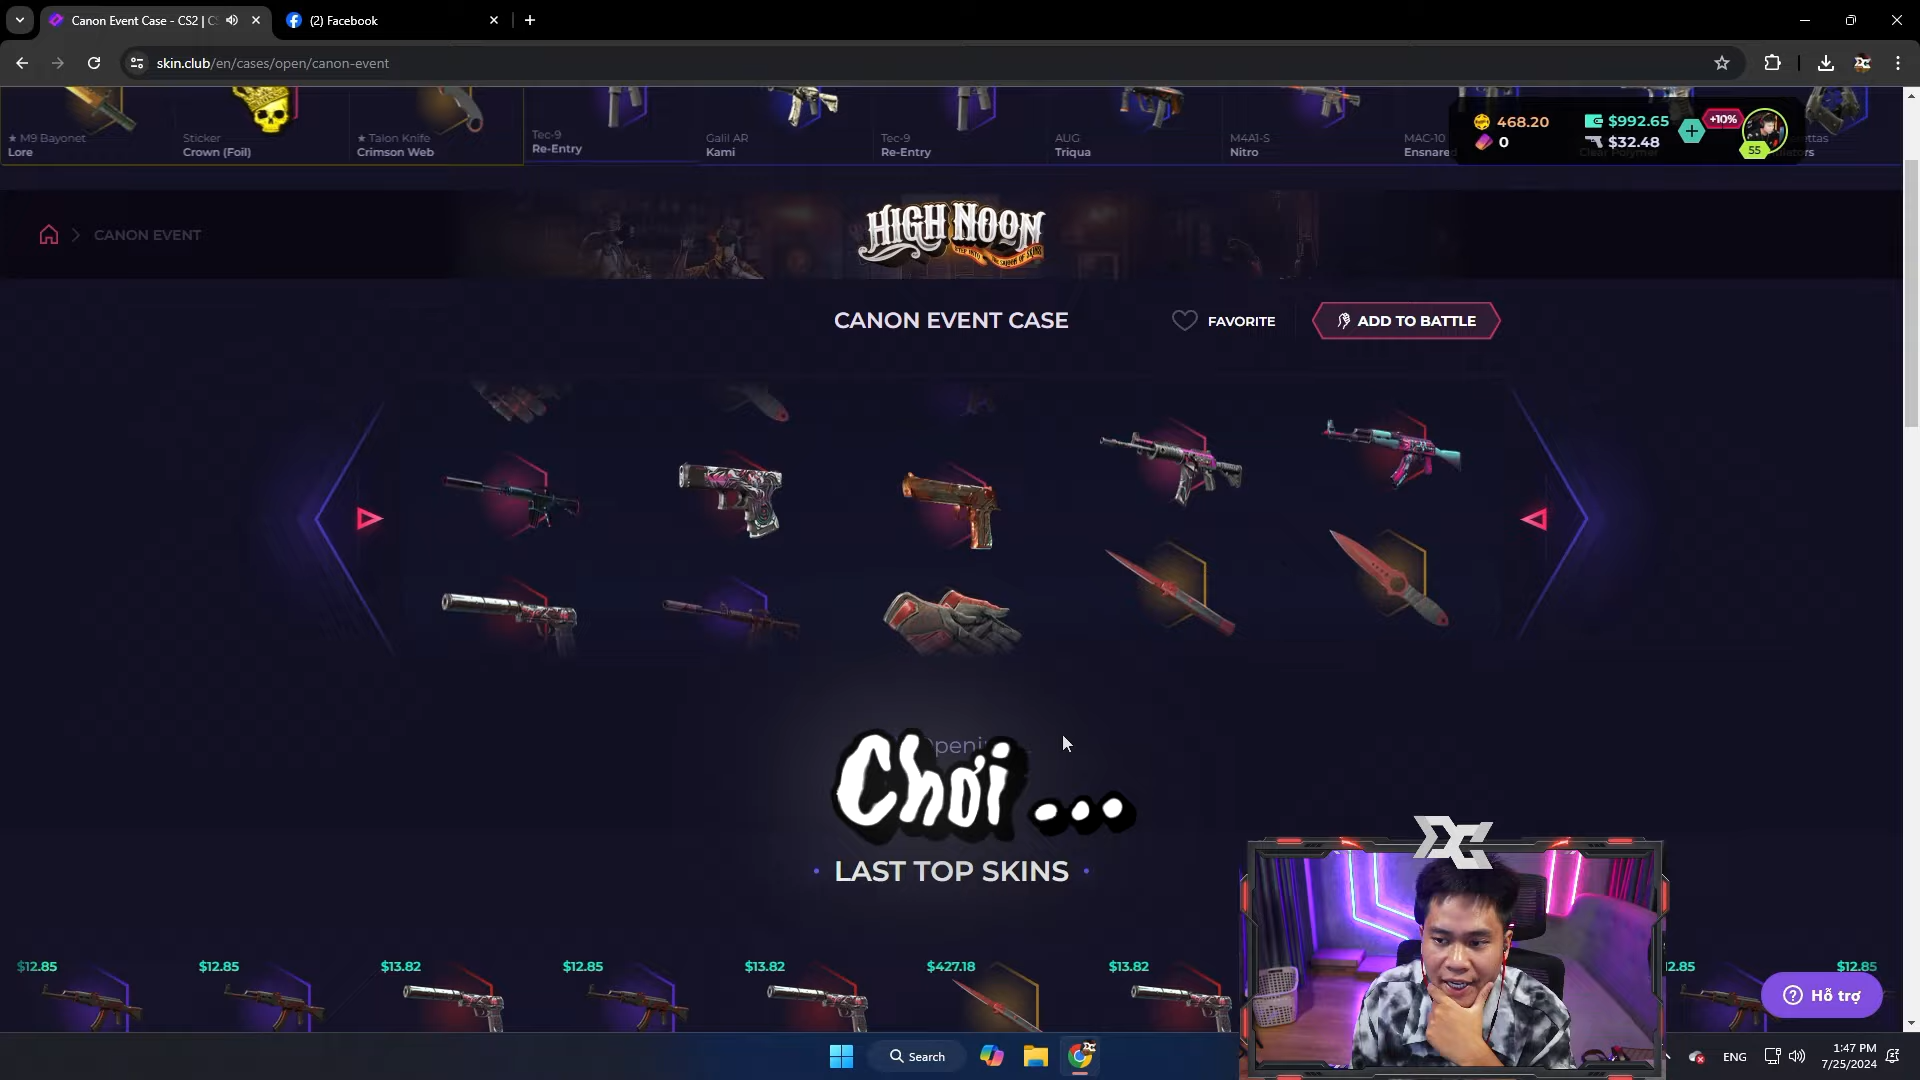 Canon Event Case - CS2 | CS
(2) Facebook
skin.club/en/cases/open/canon-event
★ M9 Bayonet
Lore
Sticker
Crown (Foil)
★ Talon Knife
Crimson Web
Tec-9
Re-Entry
Galil AR
Kami
Tec-9
Re-Entry
AUG
Triqua
M4A1-S
Nitro
MAC-10
Ensnared
468.20
0
$992.65
$32.48
+10%
55
CANON EVENT
HIGH NOON
CANON EVENT CASE
FAVORITE
ADD TO BATTLE
Chơi ...
LAST TOP SKINS
$12.85
$12.85
$13.82
$12.85
$13.82
$427.18
$13.82
$12.85
DC
Hỗ trợ
Search
ENG
1:47 PM
7/25/2024